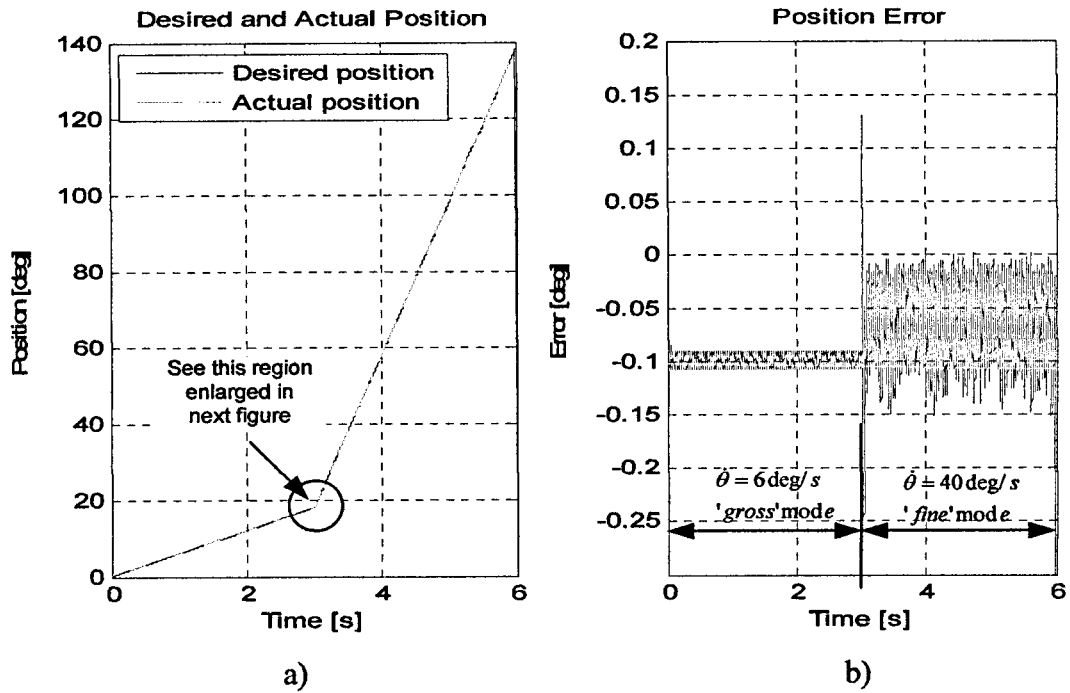 Desired and Actual Position
140
120
100
80
60
40
20
0
Position [deg]
Desired position
Actual position
See this region
enlarged in
next figure
0 2 4 6
Time [s]
a)
Position Error
0.2
0.15
0.1
0.05
0
-0.05
-0.1
-0.15
-0.2
-0.25
Error [deg]
θ̇ = 6 deg/s
'gross' mode
θ̇ = 40 deg/s
'fine' mode
0 2 4 6
Time [s]
b)